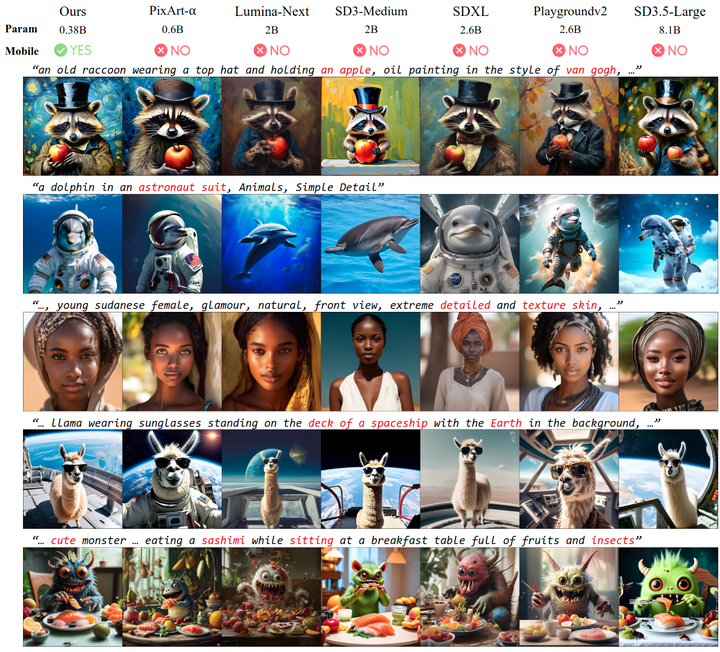 Ours PixArt-α Lumina-Next SD3-Medium SDXL Playgroundv2 SD3.5-Large
Param 0.38B 0.6B 2B 2B 2.6B 2.6B 8.1B
Mobile YES NO NO NO NO NO NO
“an old raccoon wearing a top hat and holding an apple, oil painting in the style of van gogh, …”
“a dolphin in an astronaut suit, Animals, Simple Detail”
“…, young sudanese female, glamour, natural, front view, extreme detailed and texture skin, …”
“… llama wearing sunglasses standing on the deck of a spaceship with the Earth in the background, …”
“… cute monster … eating a sashimi while sitting at a breakfast table full of fruits and insects”